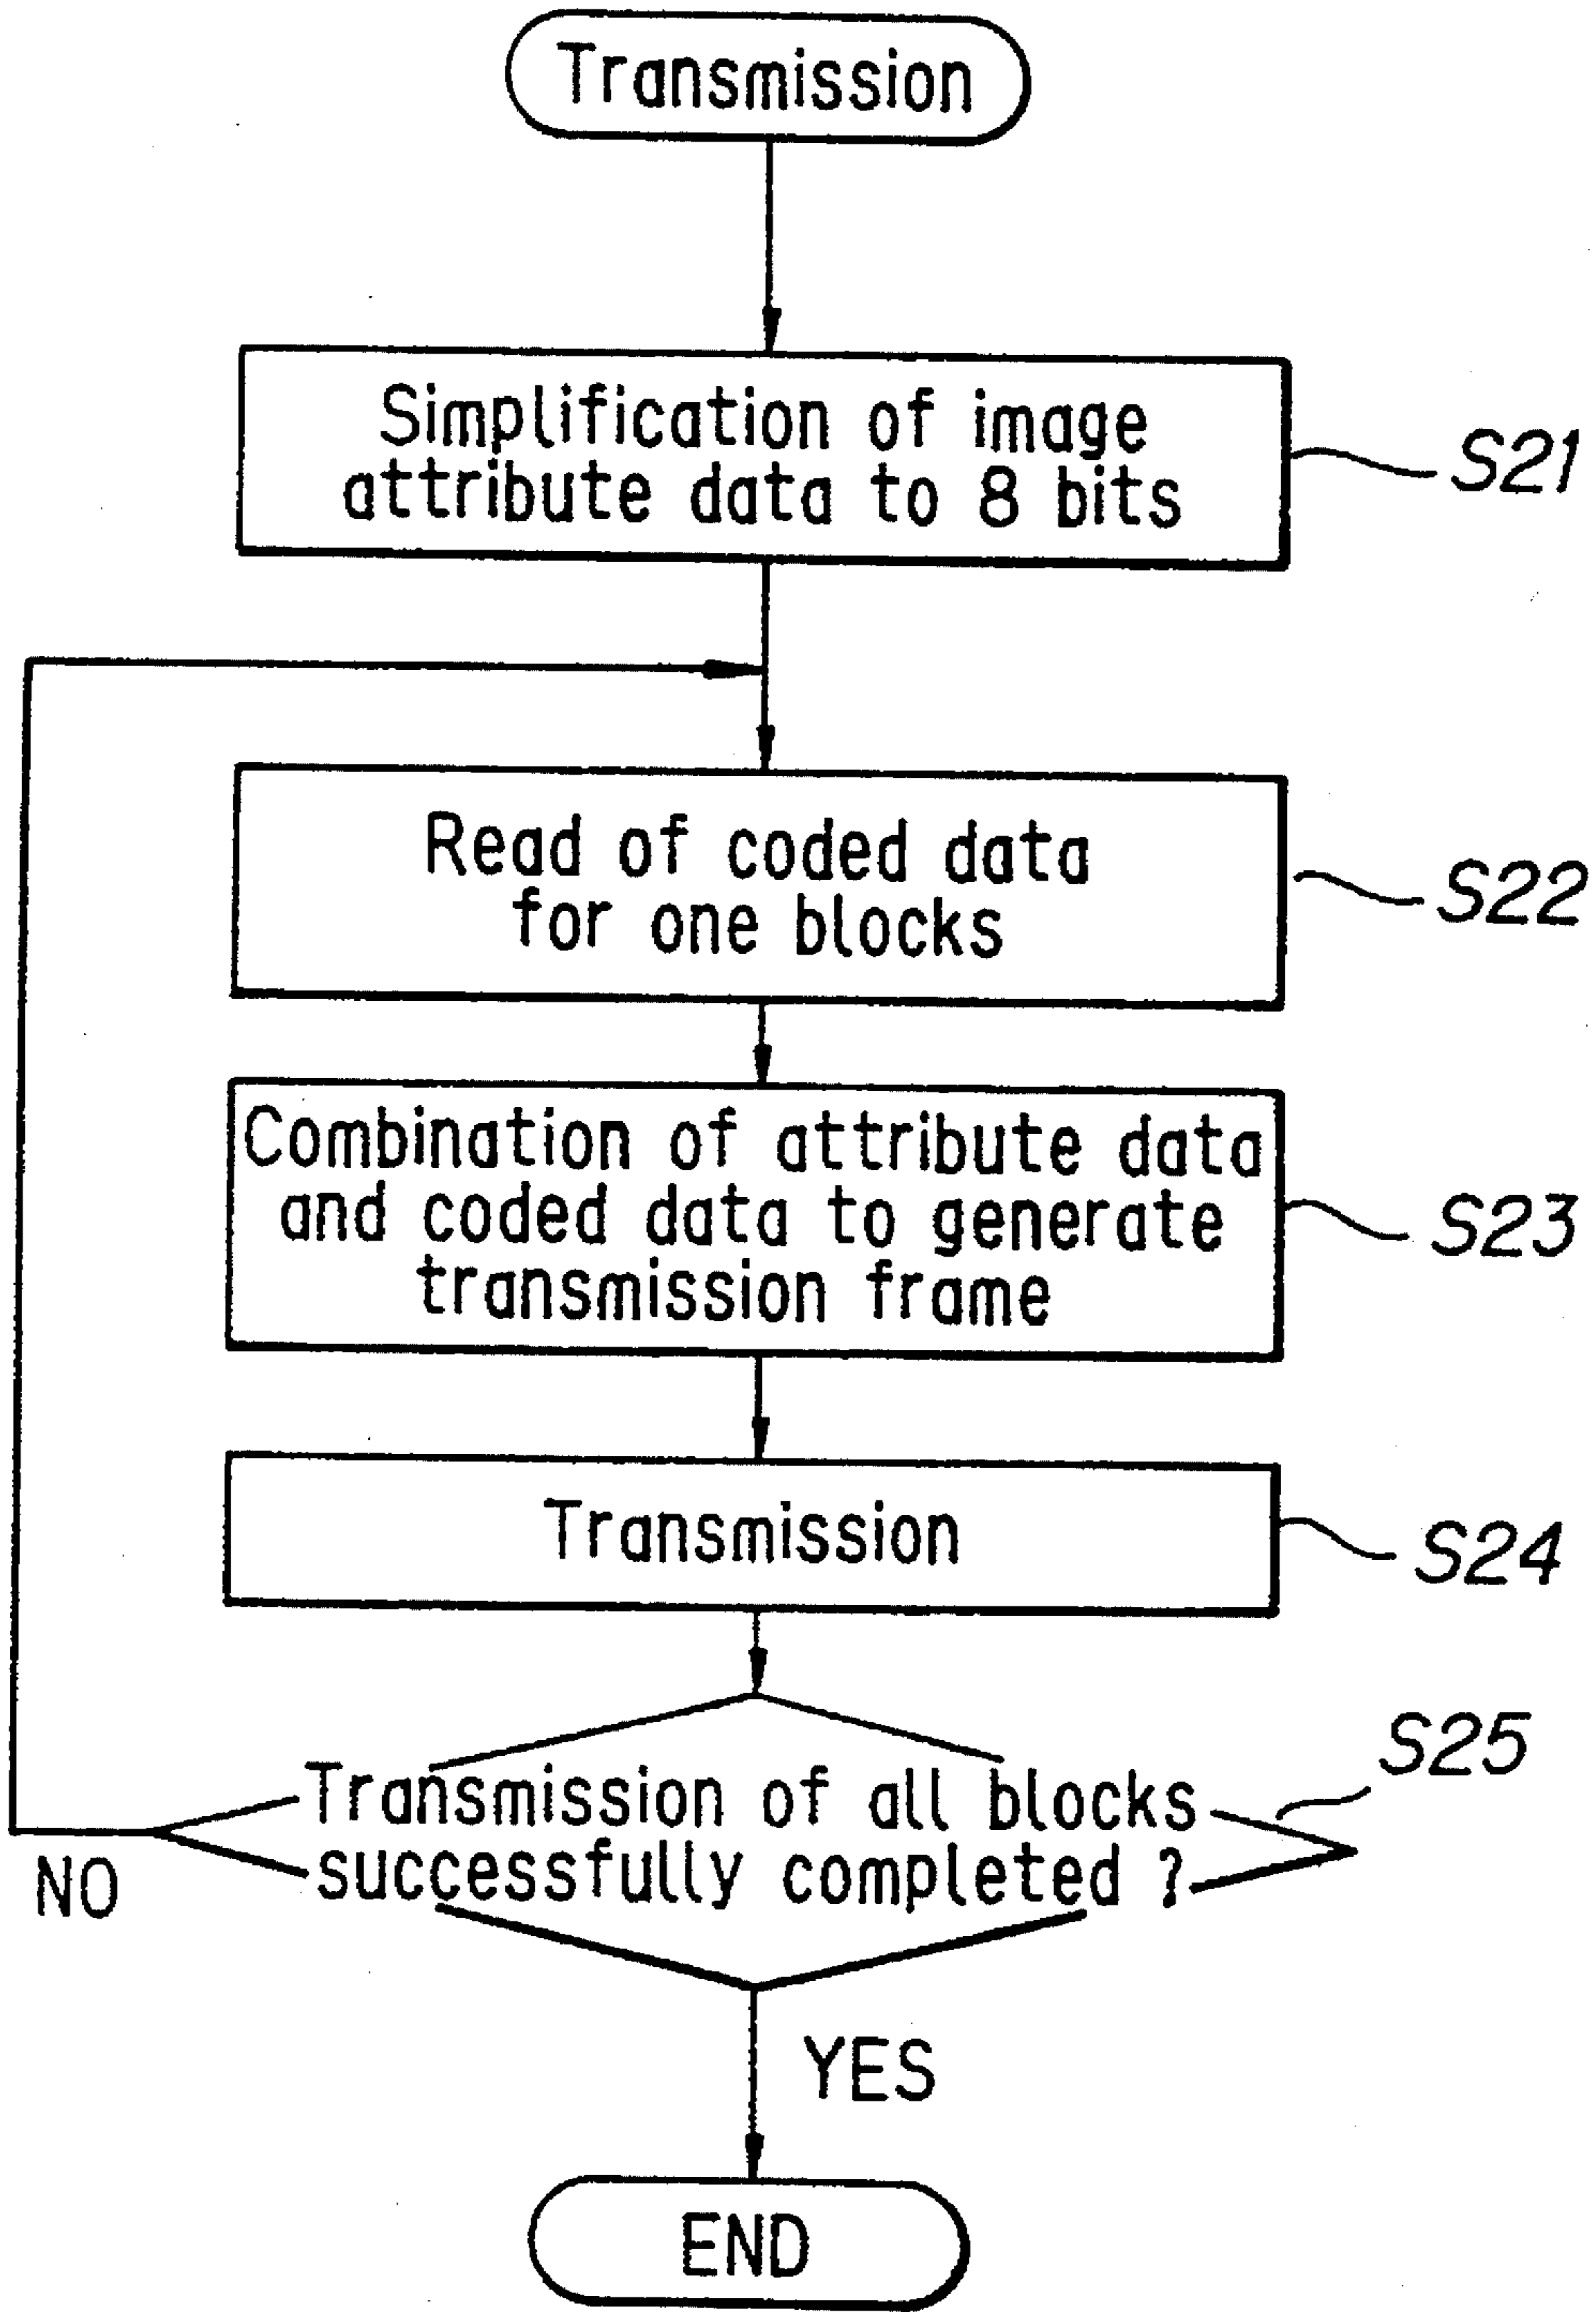 Transmission
Simplification of image
attribute data to 8 bits
S21
Read of coded data
for one blocks
S22
Combination of attribute data
and coded data to generate
transmission frame
S23
Transmission
S24
Transmission of all blocks
successfully completed ?
S25
NO
YES
END